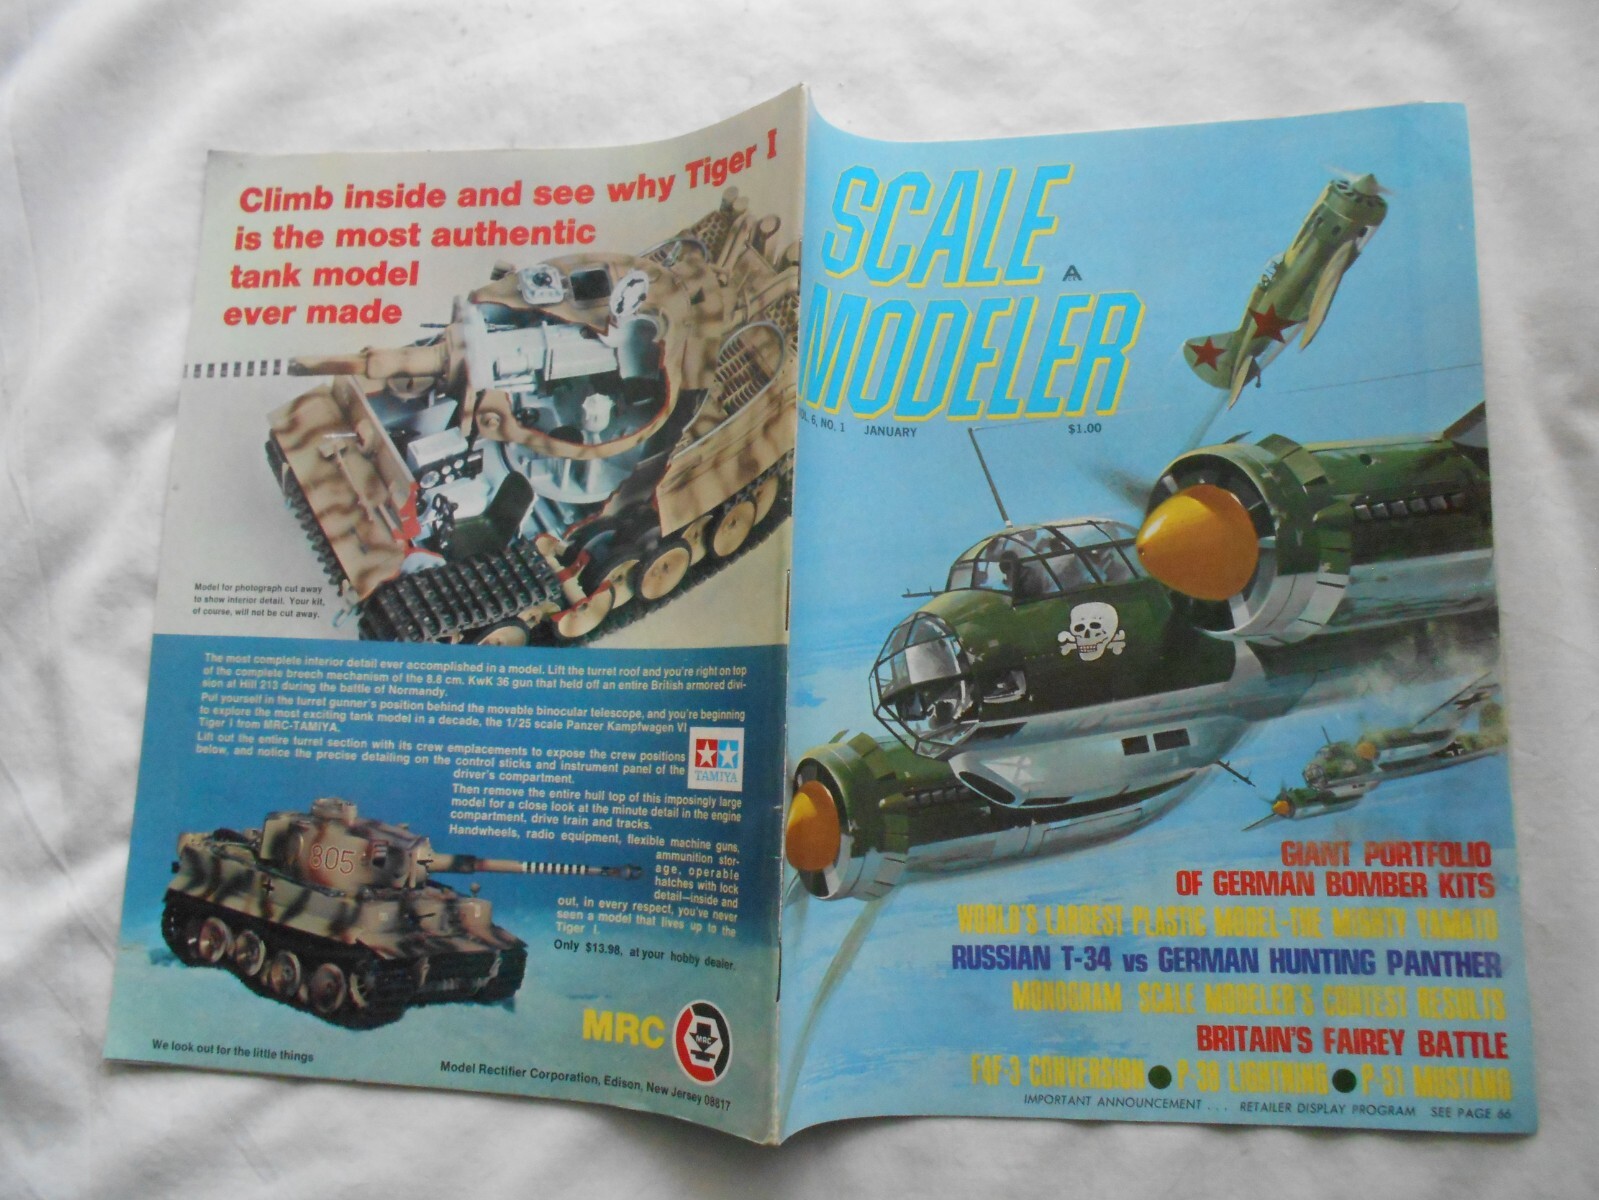 Climb inside and see why Tiger I
is the most authentic
tank model
ever made
Model for photograph cut away
to show interior detail. Your kit,
of course, will not be cut away.
The most complete interior detail ever accomplished in a model. Lift the turret roof and you're right on top
of the complete breech mechanism of the 8.8 cm. KwK 36 gun that held off an entire British armored divi-
sion at Hill 213 during the battle of Normandy.
Put yourself in the turret gunner's position behind the movable binocular telescope, and you're beginning
to explore the most exciting tank model in a decade, the 1/25 scale Panzer Kampfwagen VI
Tiger I from MRC-TAMIYA.
Lift out the entire turret section with its crew emplacements to expose the crew positions
below, and notice the precise detailing on the control sticks and instrument panel of the
driver's compartment.
TAMIYA
Then remove the entire hull top of this imposingly large
model for a close look at the minute detail in the engine
compartment, drive train and tracks.
Handwheels, radio equipment, flexible machine guns,
ammunition stor-
age, operable
hatches with lock
detail—inside and
out, in every respect, you've never
seen a model that lives up to the
Tiger I.
Only $13.98, at your hobby dealer.
305
MRC
MRC
We look out for the little things
Model Rectifier Corporation, Edison, New Jersey 08817
SCALE
MODELER
VOL. 6, NO. 1 JANUARY $1.00
GIANT PORTFOLIO
OF GERMAN BOMBER KITS
WORLD'S LARGEST PLASTIC MODEL-THE MIGHTY YAMATO
RUSSIAN T-34 vs GERMAN HUNTING PANTHER
MONOGRAM SCALE MODELER'S CONTEST RESULTS
BRITAIN'S FAIREY BATTLE
F4F-3 CONVERSION ● P-38 LIGHTNING ● P-51 MUSTANG
IMPORTANT ANNOUNCEMENT . . . RETAILER DISPLAY PROGRAM SEE PAGE 66